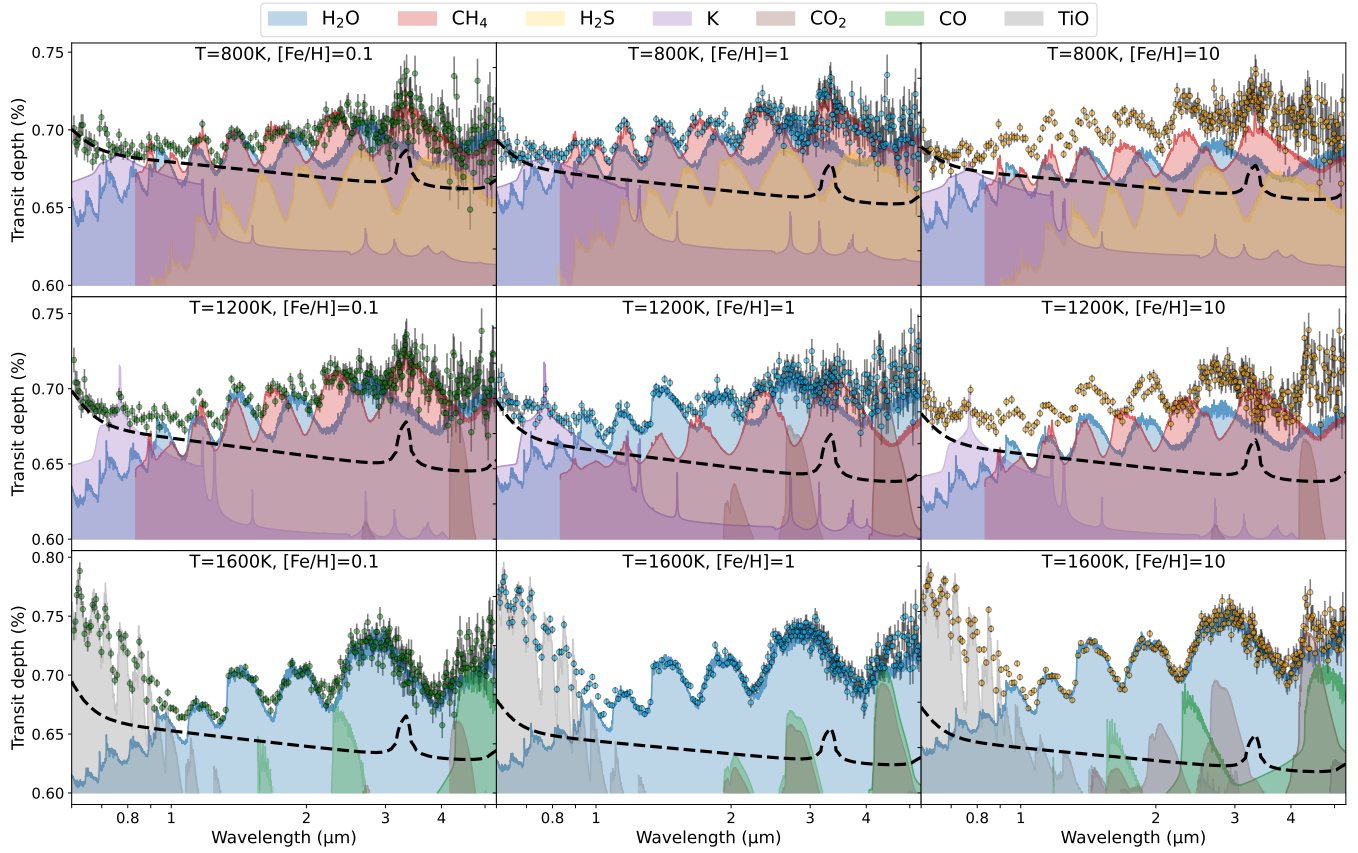 H₂O CH₄ H₂S K CO₂ CO TiO
T=800K, [Fe/H]=0.1 T=800K, [Fe/H]=1 T=800K, [Fe/H]=10
0.75
0.70
0.65
0.60
Transit depth (%)
T=1200K, [Fe/H]=0.1 T=1200K, [Fe/H]=1 T=1200K, [Fe/H]=10
0.75
0.70
0.65
0.60
Transit depth (%)
T=1600K, [Fe/H]=0.1 T=1600K, [Fe/H]=1 T=1600K, [Fe/H]=10
0.80
0.75
0.70
0.65
0.60
Transit depth (%)
0.8 1 2 3 4 0.8 1 2 3 4 0.8 1 2 3 4
Wavelength (μm) Wavelength (μm) Wavelength (μm)